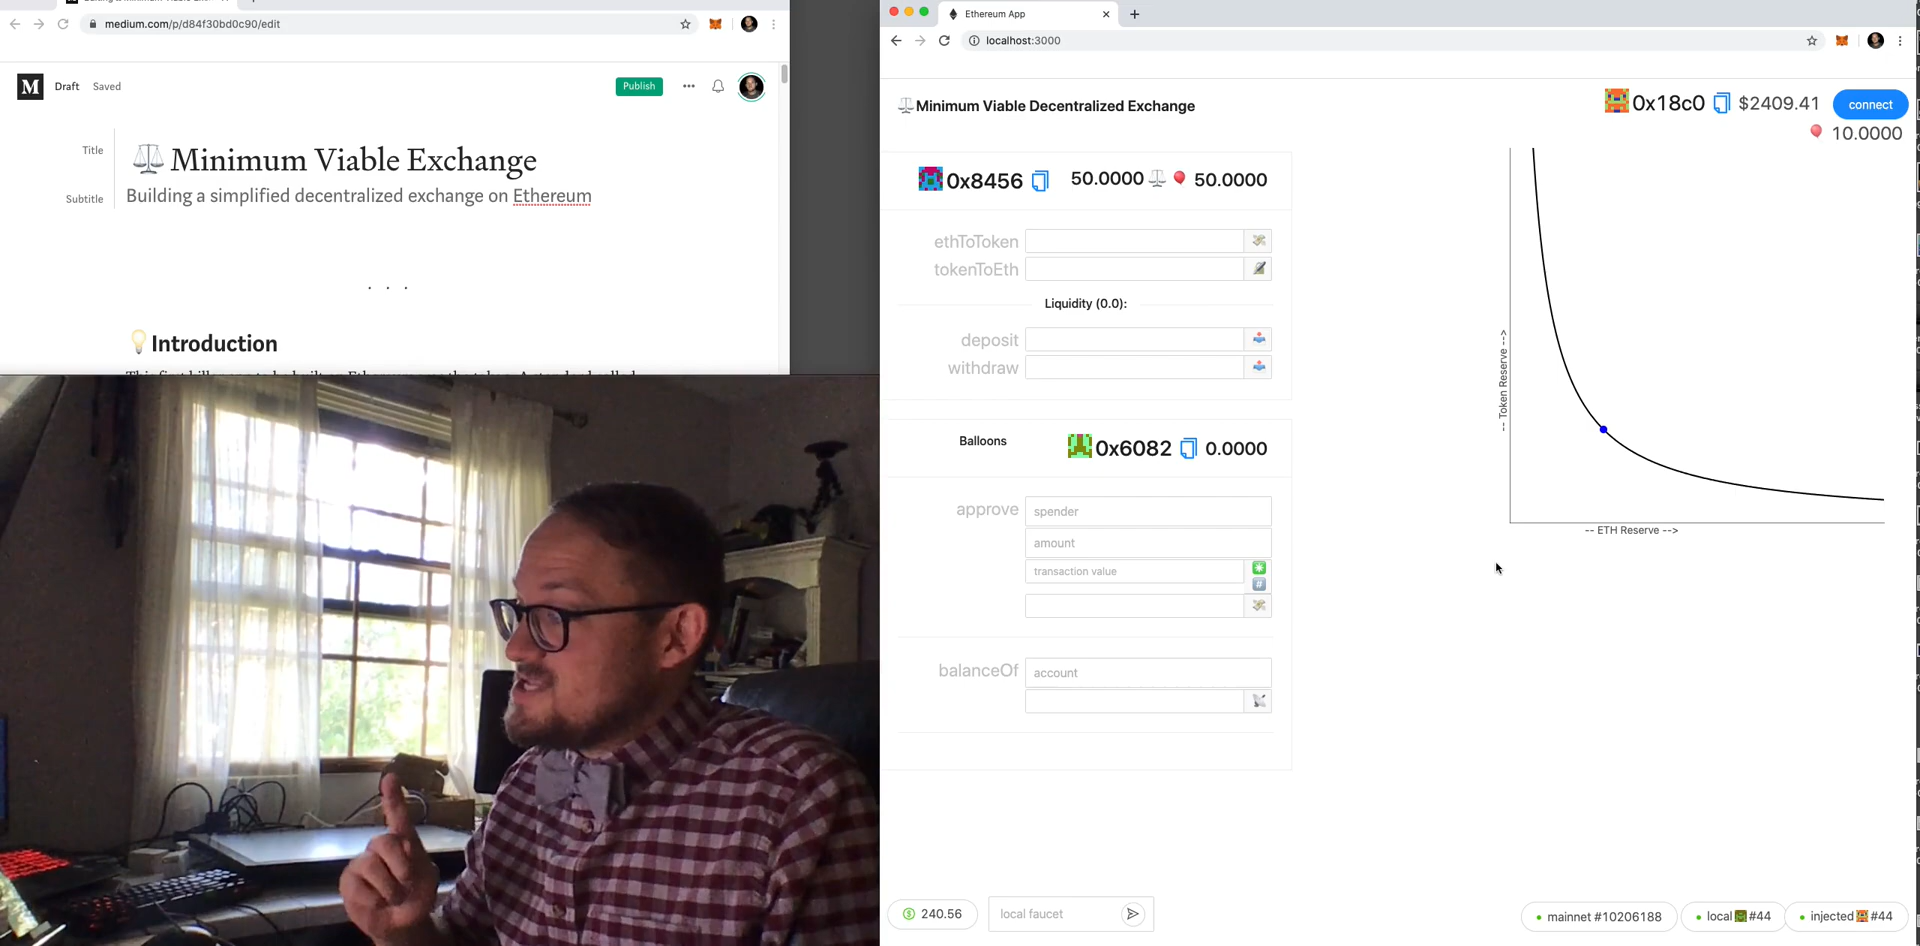 medium.com/p/d84f30bd0c90/edit
M
Draft Saved
Publish
Title
⚖️Minimum Viable Exchange
Subtitle
Building a simplified decentralized exchange on Ethereum
. . .
💡Introduction
Ethereum App
localhost:3000
⚖️Minimum Viable Decentralized Exchange
0x18c0 $2409.41 connect
🎈 10.0000
0x8456 50.0000⚖️🎈 50.0000
ethToToken
tokenToEth
Liquidity (0.0):
deposit
withdraw
Balloons 0x6082 0.0000
approve spender
amount
transaction value
balanceOf account
-- Token Reserve -->
-- ETH Reserve -->
240.56
local faucet
mainnet #10206188
local #44
injected #44